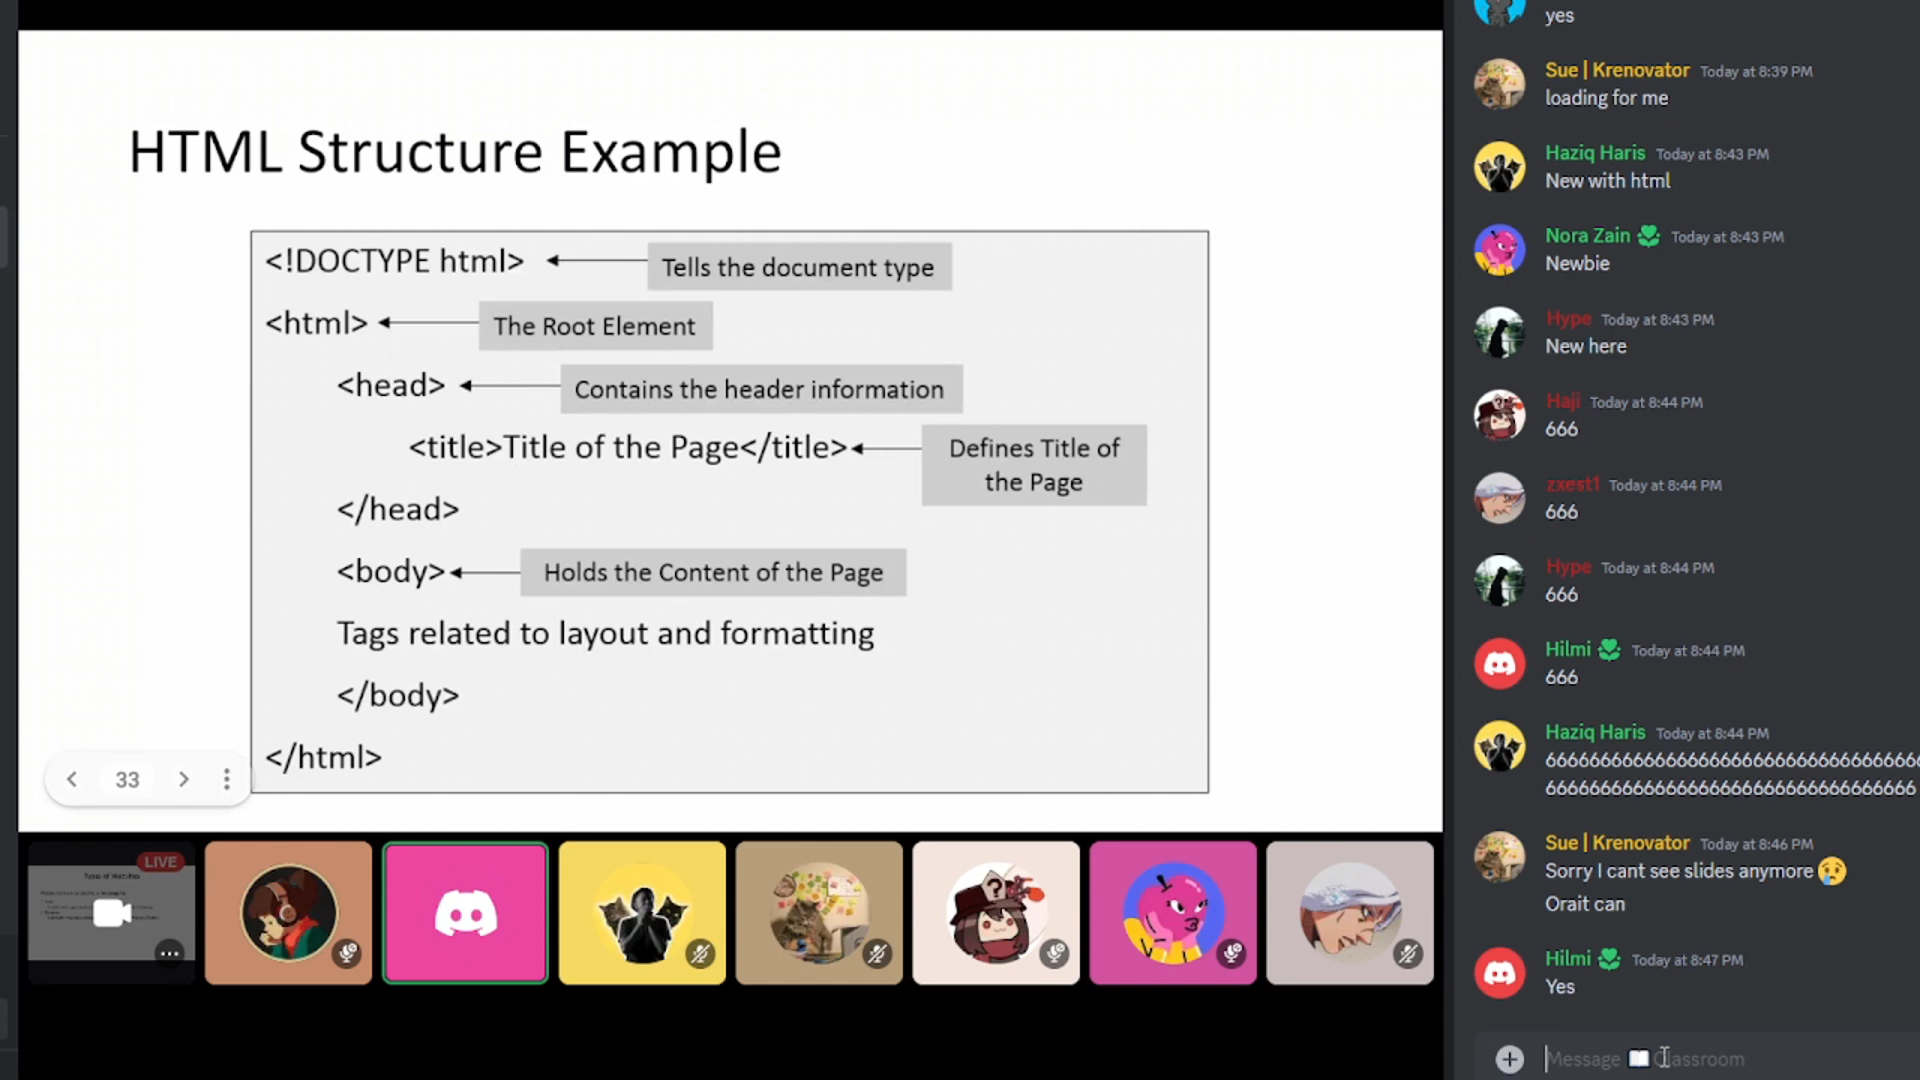 HTML Structure Example
<!DOCTYPE html>
Tells the document type
<html>
The Root Element
<head>
Contains the header information
<title>Title of the Page</title>
Defines Title of
the Page
</head>
<body>
Holds the Content of the Page
Tags related to layout and formatting
</body>
</html>
33
LIVE
yes
Sue | Krenovator Today at 8:39 PM
loading for me
Haziq Haris Today at 8:43 PM
New with html
Nora Zain Today at 8:43 PM
Newbie
Hype Today at 8:43 PM
New here
Haji Today at 8:44 PM
666
zxest1 Today at 8:44 PM
666
Hype Today at 8:44 PM
666
Hilmi Today at 8:44 PM
666
Haziq Haris Today at 8:44 PM
Sue | Krenovator Today at 8:46 PM
Sorry I cant see slides anymore 😢
Orait can
Hilmi Today at 8:47 PM
Yes
Message 📖 Classroom